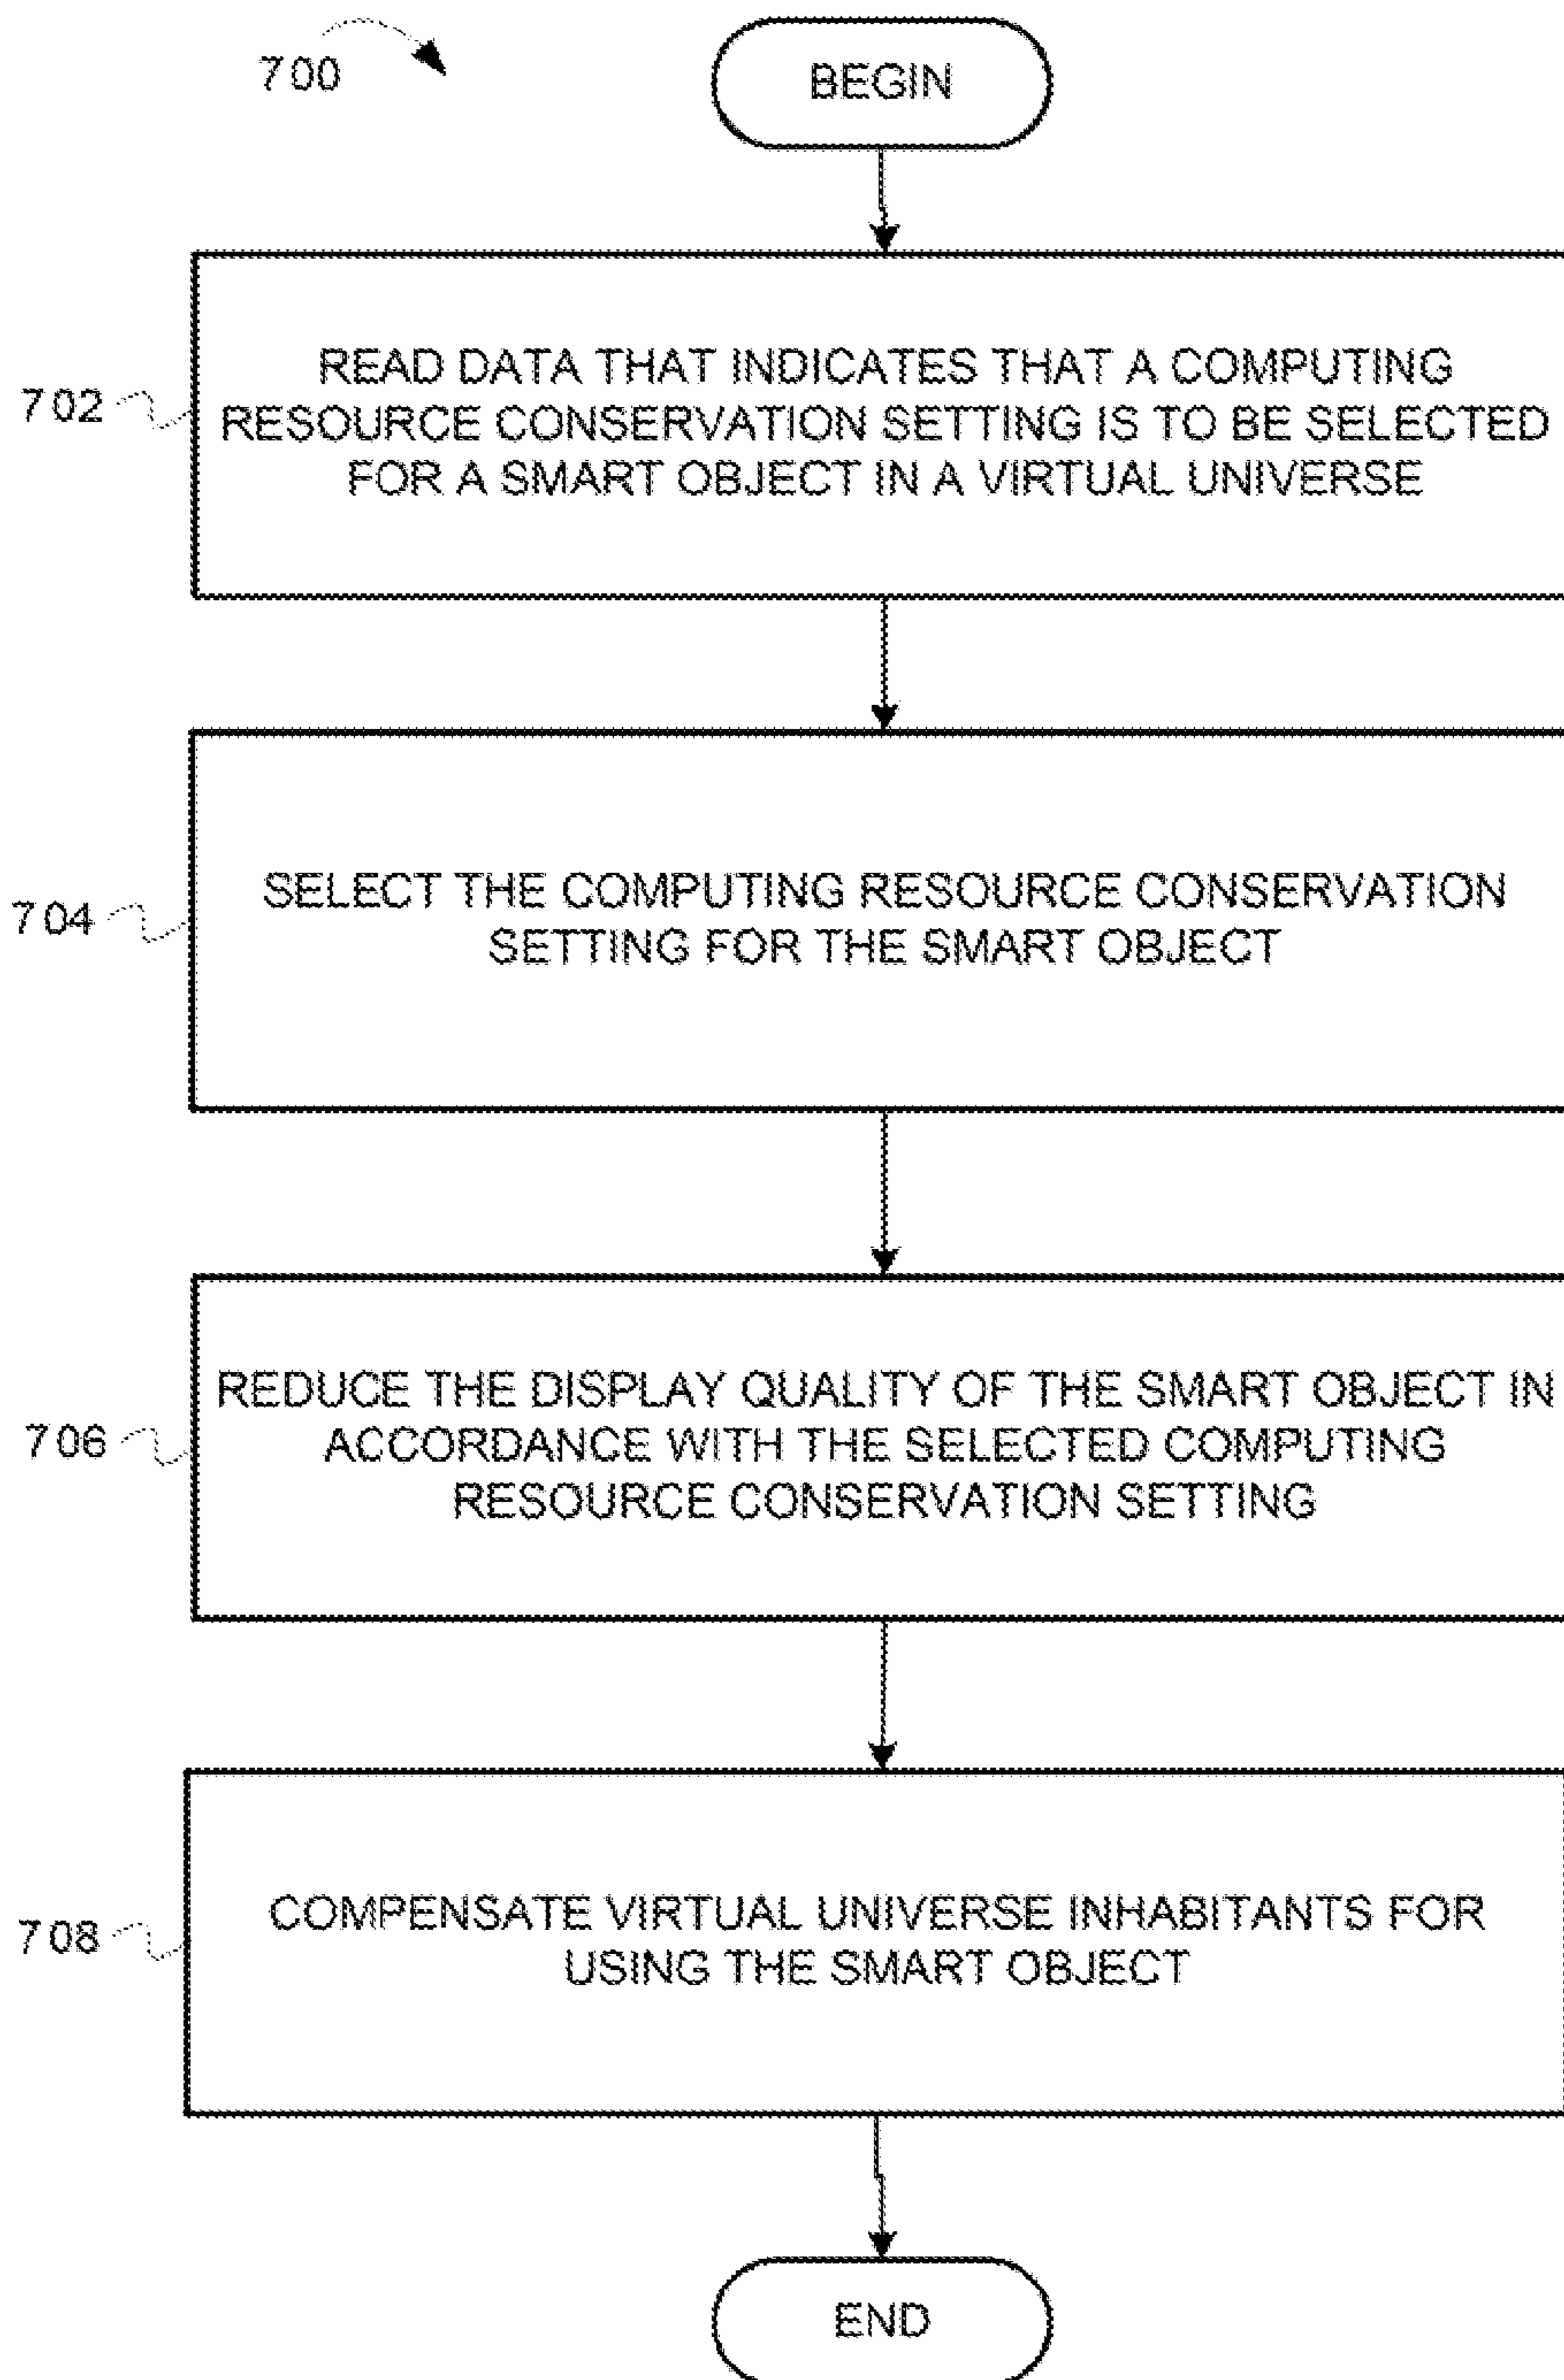 700
BEGIN
702
READ DATA THAT INDICATES THAT A COMPUTING
RESOURCE CONSERVATION SETTING IS TO BE SELECTED
FOR A SMART OBJECT IN A VIRTUAL UNIVERSE
704
SELECT THE COMPUTING RESOURCE CONSERVATION
SETTING FOR THE SMART OBJECT
706
REDUCE THE DISPLAY QUALITY OF THE SMART OBJECT IN
ACCORDANCE WITH THE SELECTED COMPUTING
RESOURCE CONSERVATION SETTING
708
COMPENSATE VIRTUAL UNIVERSE INHABITANTS FOR
USING THE SMART OBJECT
END